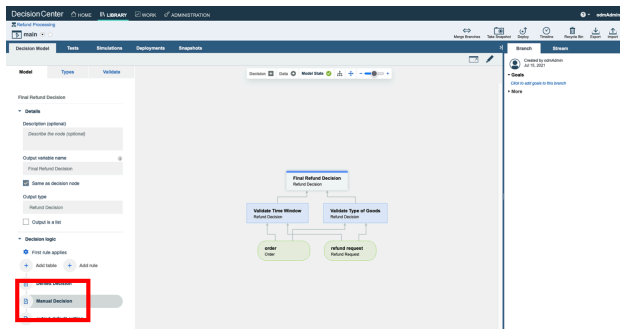 Decision Center HOME LIBRARY WORK ADMINISTRATION odmAdmin
Refund Processing
main
Merge Branches Take Snapshot Deploy Timeline Recycle Bin Export Import
Decision Model Tests Simulations Deployments Snapshots Branch Stream
Model Types Validate
Decision Data Model State
Created by odmAdmin
Jul 15, 2021
Goals
Click to add goals to this branch
More
Final Refund Decision
Details
Description (optional)
Describe the node (optional)
Output variable name
Final Refund Decision
Same as decision node
Output type
Refund Decision
Output is a list
Decision logic
First rule applies
Add table Add rule
Denied Decision
Manual Decision
Final Refund Decision
Refund Decision
Validate Time Window
Refund Decision
Validate Type of Goods
Refund Decision
order
Order
refund request
Refund Request